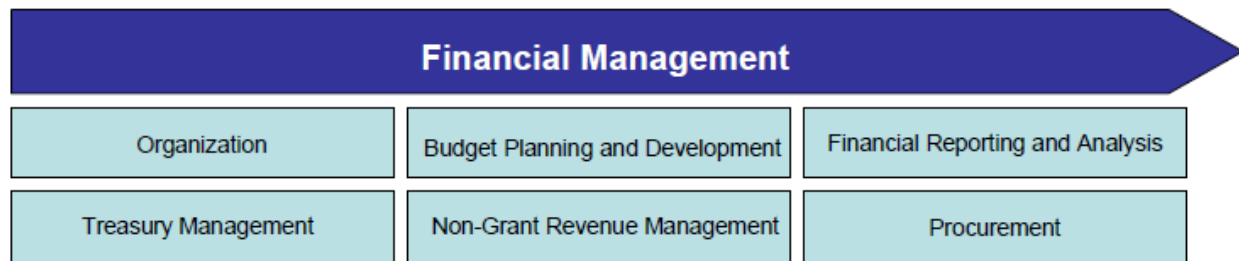 Financial Management
Organization
Budget Planning and Development
Financial Reporting and Analysis
Treasury Management
Non-Grant Revenue Management
Procurement